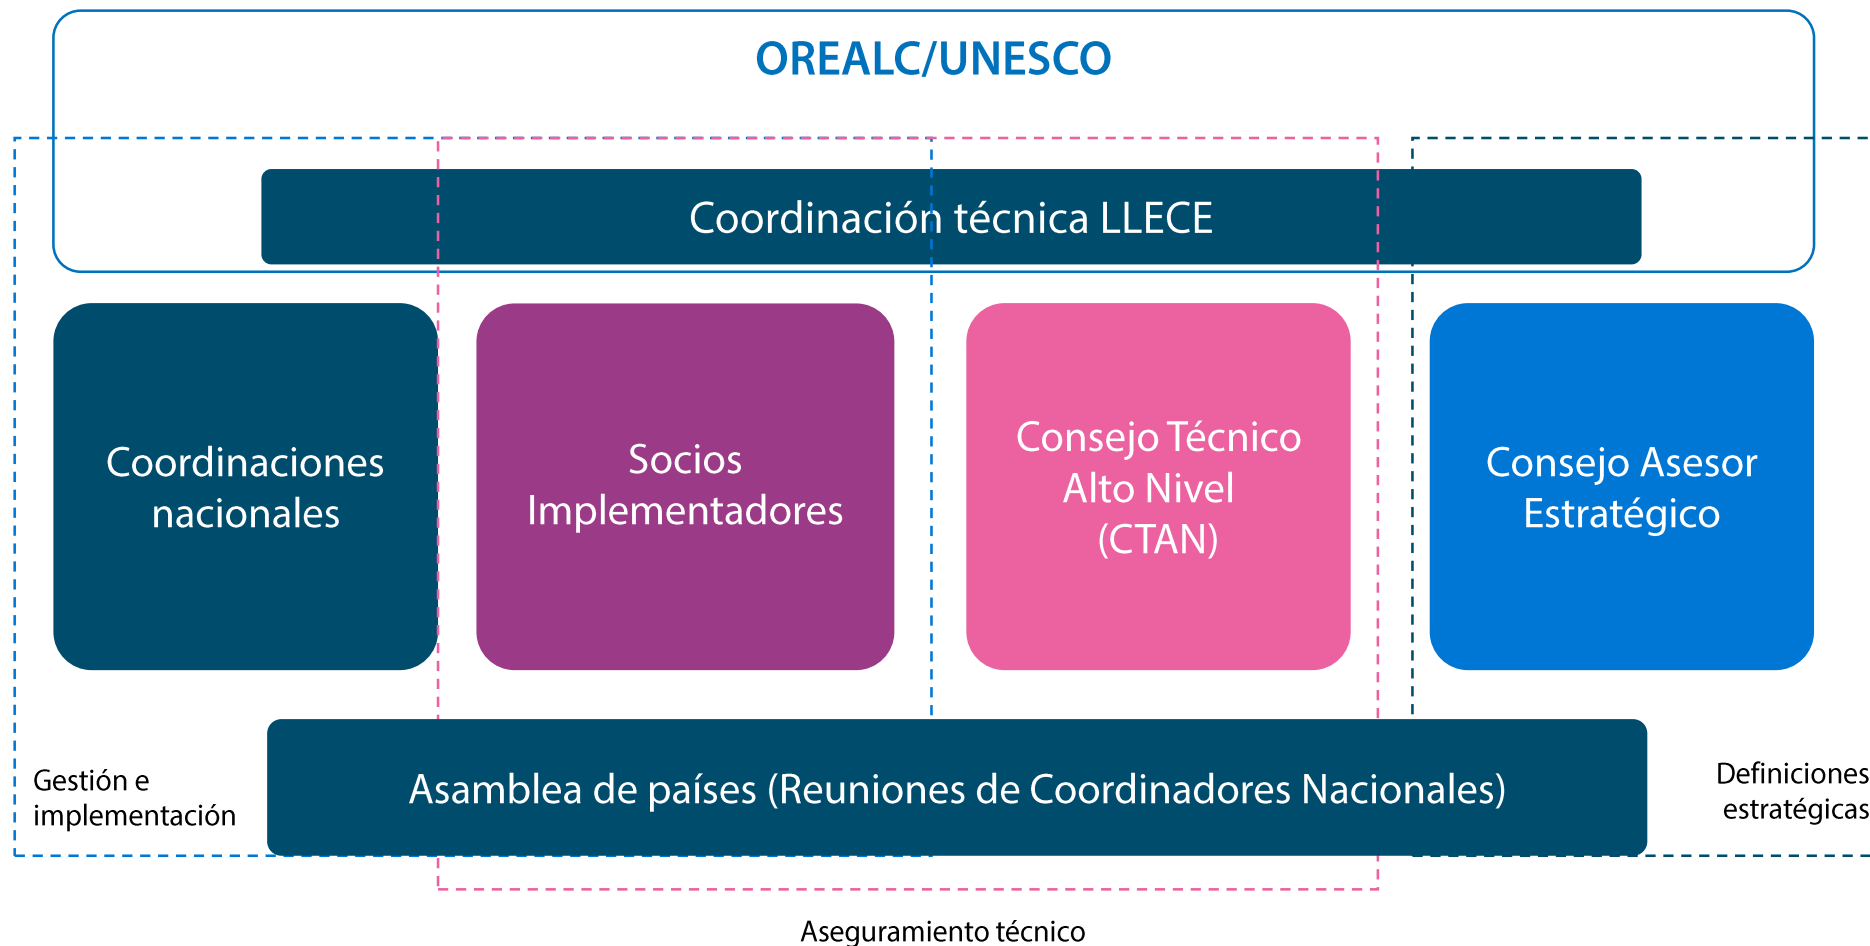 OREALC/UNESCO
Coordinación técnica LLECE
Coordinaciones
nacionales
Socios
Implementadores
Consejo Técnico
Alto Nivel
(CTAN)
Consejo Asesor
Estratégico
Gestión e
implementación
Asamblea de países (Reuniones de Coordinadores Nacionales)
Definiciones
estratégicas
Aseguramiento técnico